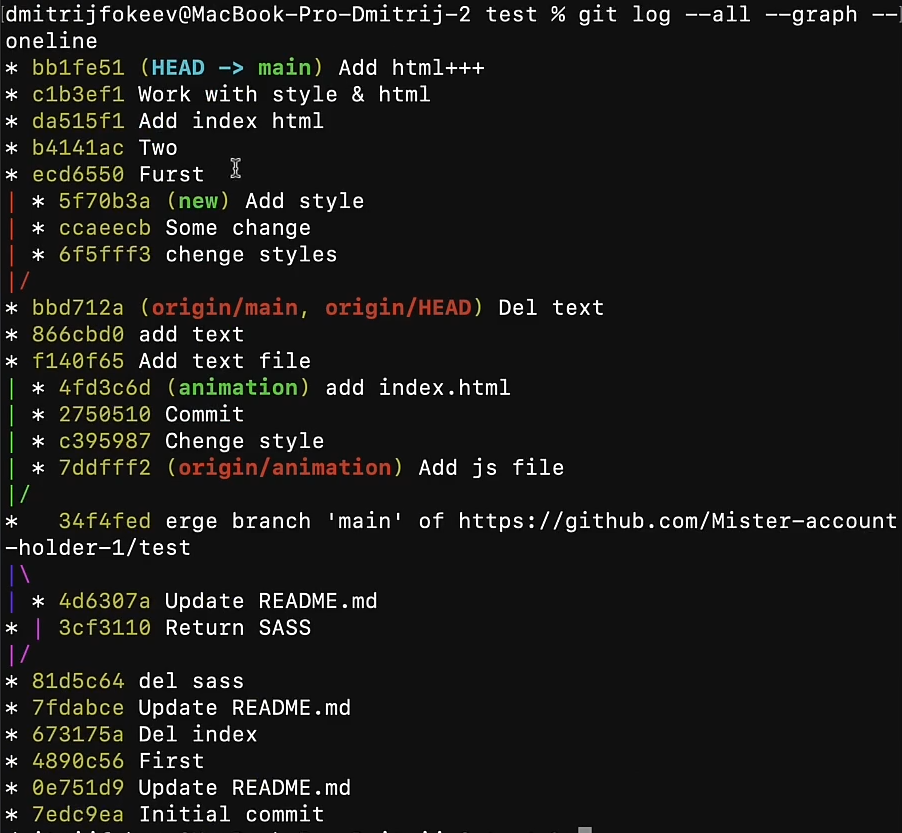 dmitrijfokeev@MacBook-Pro-Dmitrij-2 test % git log --all --graph --
oneline
* bb1fe51 (HEAD -> main) Add html+++
* c1b3ef1 Work with style & html
* da515f1 Add index html
* b4141ac Two
* ecd6550 Furst
| * 5f70b3a (new) Add style
| * ccaeecb Some change
| * 6f5fff3 chenge styles
|/
* bbd712a (origin/main, origin/HEAD) Del text
* 866cbd0 add text
* f140f65 Add text file
| * 4fd3c6d (animation) add index.html
| * 2750510 Commit
| * c395987 Chenge style
| * 7ddfff2 (origin/animation) Add js file
|/
*   34f4fed erge branch 'main' of https://github.com/Mister-account
-holder-1/test
|\
| * 4d6307a Update README.md
* | 3cf3110 Return SASS
|/
* 81d5c64 del sass
* 7fdabce Update README.md
* 673175a Del index
* 4890c56 First
* 0e751d9 Update README.md
* 7edc9ea Initial commit